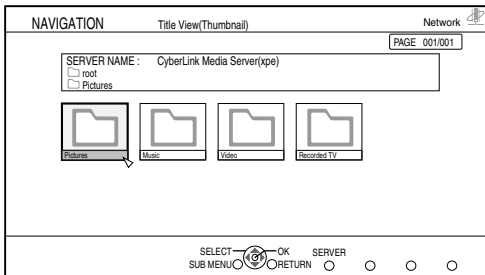 NAVIGATION Title View(Thumbnail) Network
PAGE 001/001
SERVER NAME : CyberLink Media Server(xpe)
root
Pictures
Pictures Music Video Recorded TV
SELECT OK SERVER
SUB MENU RETURN